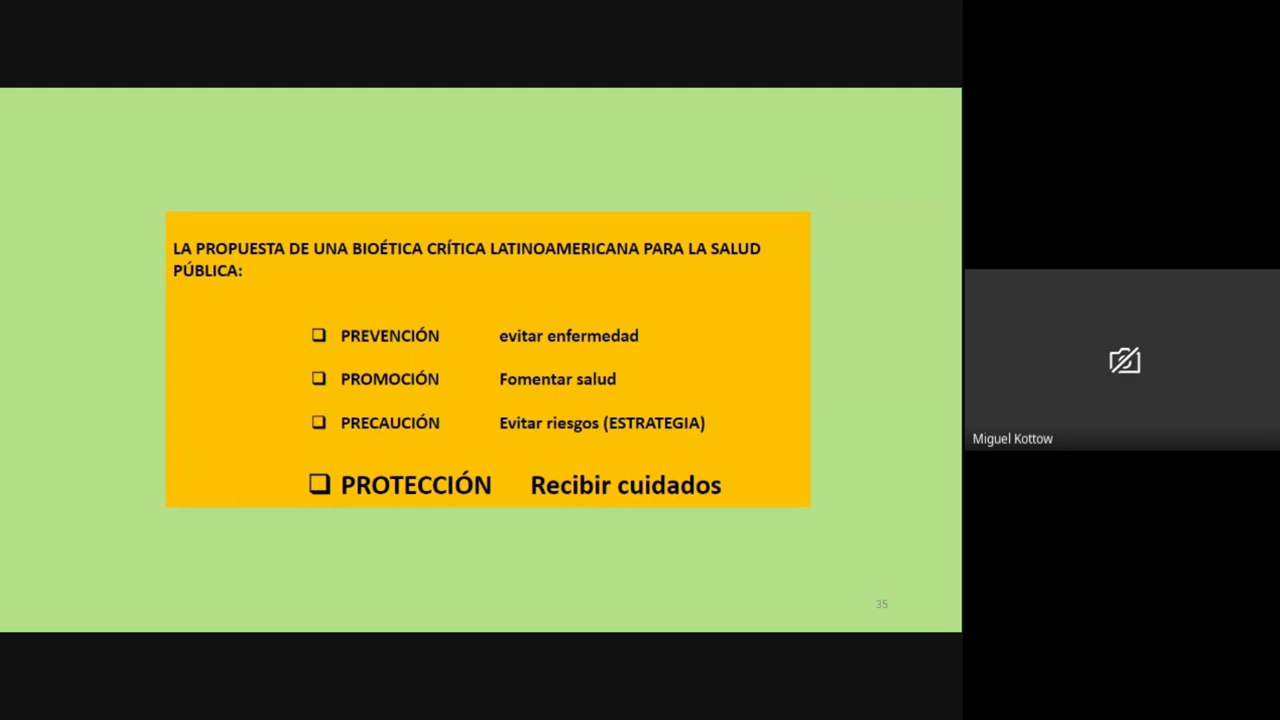 LA PROPUESTA DE UNA BIOÉTICA CRÍTICA LATINOAMERICANA PARA LA SALUD
PÚBLICA:
❑ PREVENCIÓN evitar enfermedad
❑ PROMOCIÓN Fomentar salud
❑ PRECAUCIÓN Evitar riesgos (ESTRATEGIA)
❑ PROTECCIÓN Recibir cuidados
35
Miguel Kottow